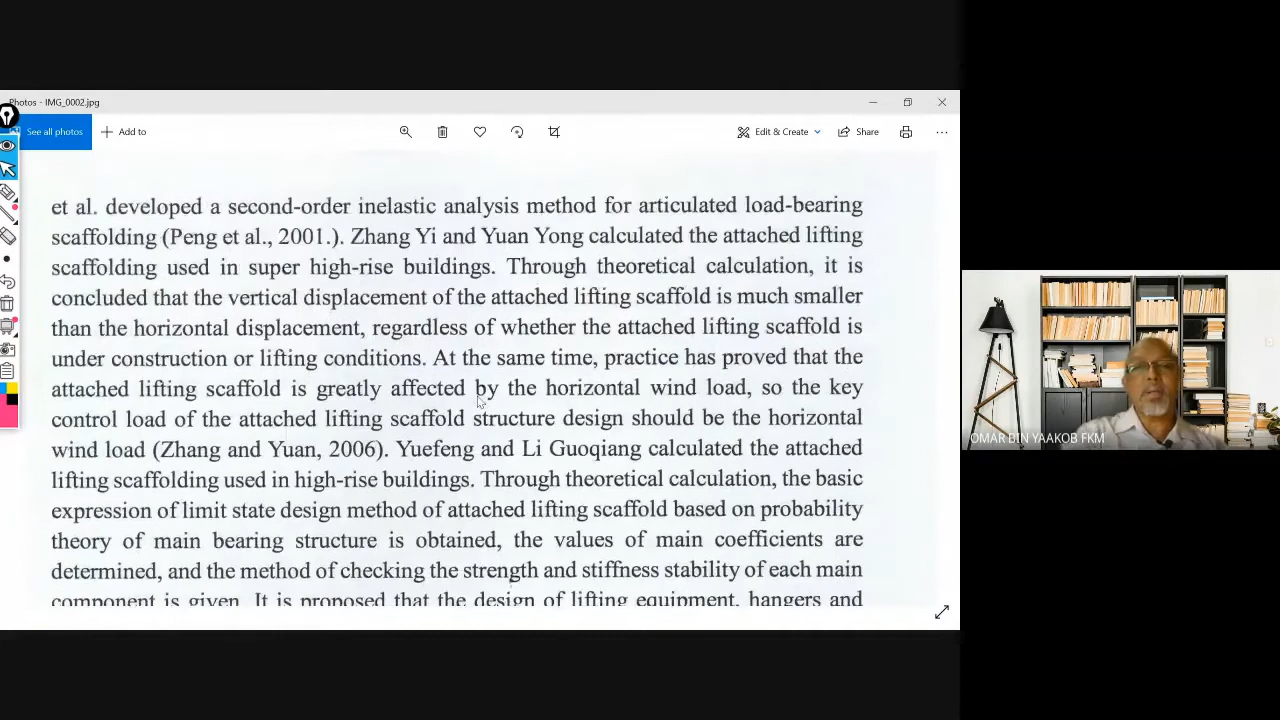 Photos - IMG_0002.jpg
See all photos
Add to
Edit & Create
Share
et al. developed a second-order inelastic analysis method for articulated load-bearing
scaffolding (Peng et al., 2001.). Zhang Yi and Yuan Yong calculated the attached lifting
scaffolding used in super high-rise buildings. Through theoretical calculation, it is
concluded that the vertical displacement of the attached lifting scaffold is much smaller
than the horizontal displacement, regardless of whether the attached lifting scaffold is
under construction or lifting conditions. At the same time, practice has proved that the
attached lifting scaffold is greatly affected by the horizontal wind load, so the key
control load of the attached lifting scaffold structure design should be the horizontal
wind load (Zhang and Yuan, 2006). Yuefeng and Li Guoqiang calculated the attached
lifting scaffolding used in high-rise buildings. Through theoretical calculation, the basic
expression of limit state design method of attached lifting scaffold based on probability
theory of main bearing structure is obtained, the values of main coefficients are
determined, and the method of checking the strength and stiffness stability of each main
component is given. It is proposed that the design of lifting equipment, hangers and
OMAR BIN YAAKOB FKM